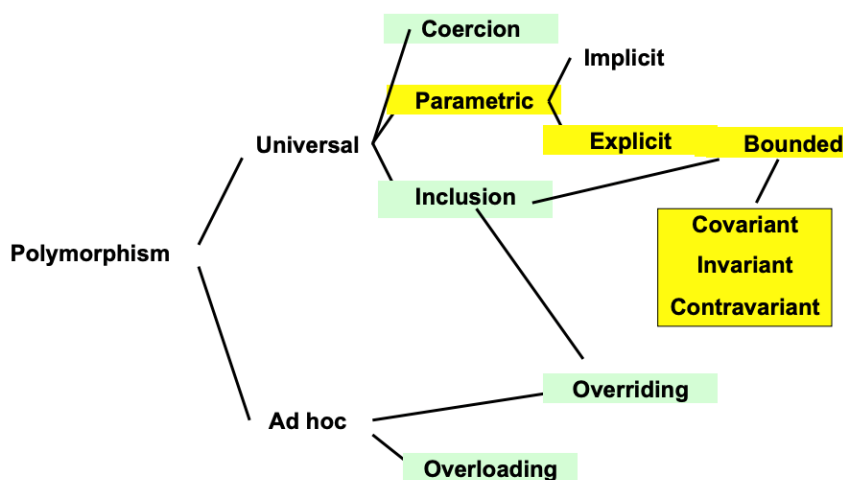 Coercion
Implicit
Parametric
Explicit
Bounded
Universal
Inclusion
Covariant
Polymorphism
Invariant
Contravariant
Overriding
Ad hoc
Overloading